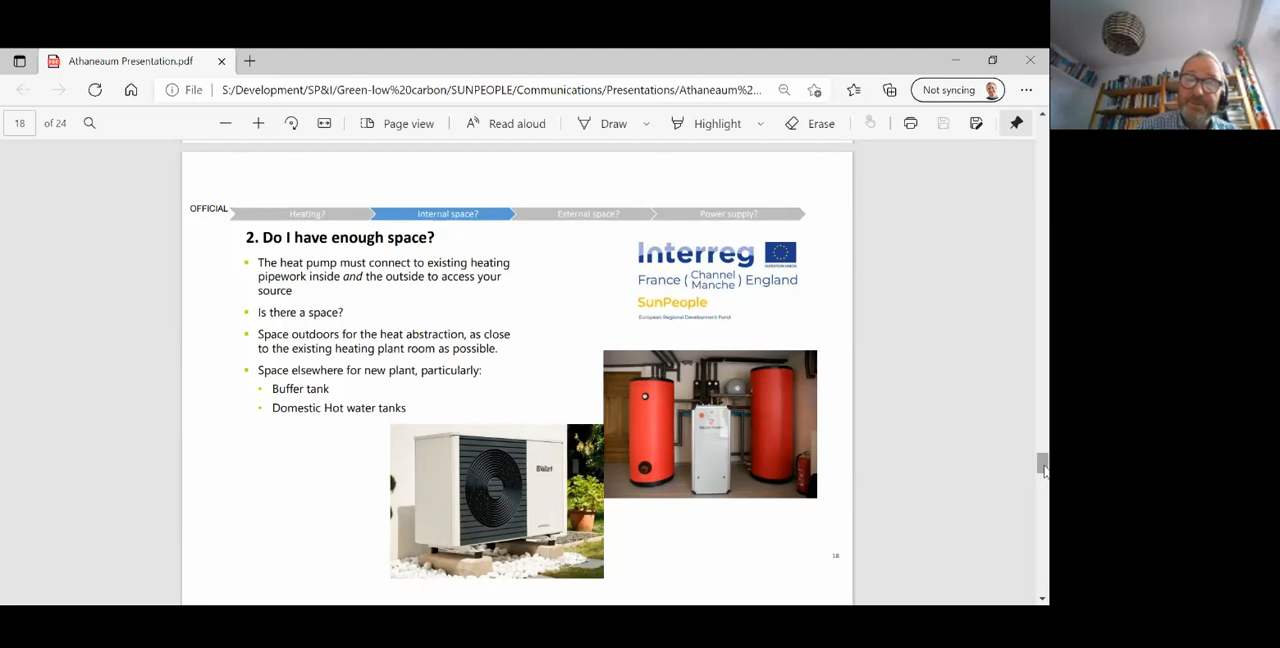 Athaneaum Presentation.pdf
File
S:/Development/SP&I/Green-low%20carbon/SUNPEOPLE/Communications/Presentations/Athaneaum%2...
Not syncing
18 of 24
Page view
Read aloud
Draw
Highlight
Erase
OFFICIAL
Heating?
Internal space?
External space?
Power supply?
2. Do I have enough space?
The heat pump must connect to existing heating
pipework inside and the outside to access your
source
Is there a space?
Space outdoors for the heat abstraction, as close
to the existing heating plant room as possible.
Space elsewhere for new plant, particularly:
Buffer tank
Domestic Hot water tanks
Interreg
EUROPEAN UNION
France ( Channel Manche ) England
SunPeople
European Regional Development Fund
Vaillant
18